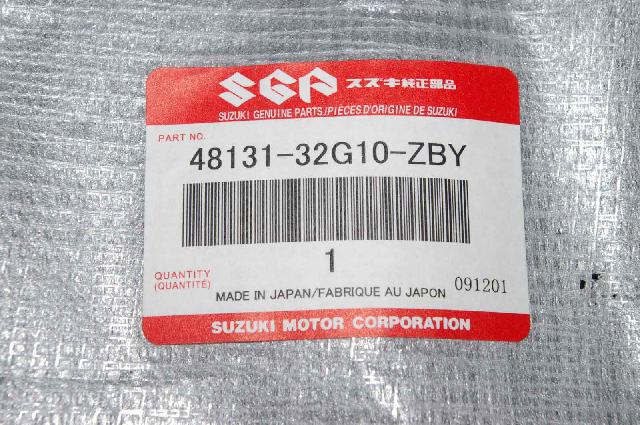 SGP スズキ純正部品
SUZUKI GENUINE PARTS/PIÈCES D'ORIGINE DE SUZUKI
PART NO.
48131-32G10-ZBY
1
QUANTITY
(QUANTITÉ)
MADE IN JAPAN/FABRIQUE AU JAPON 091201
SUZUKI MOTOR CORPORATION